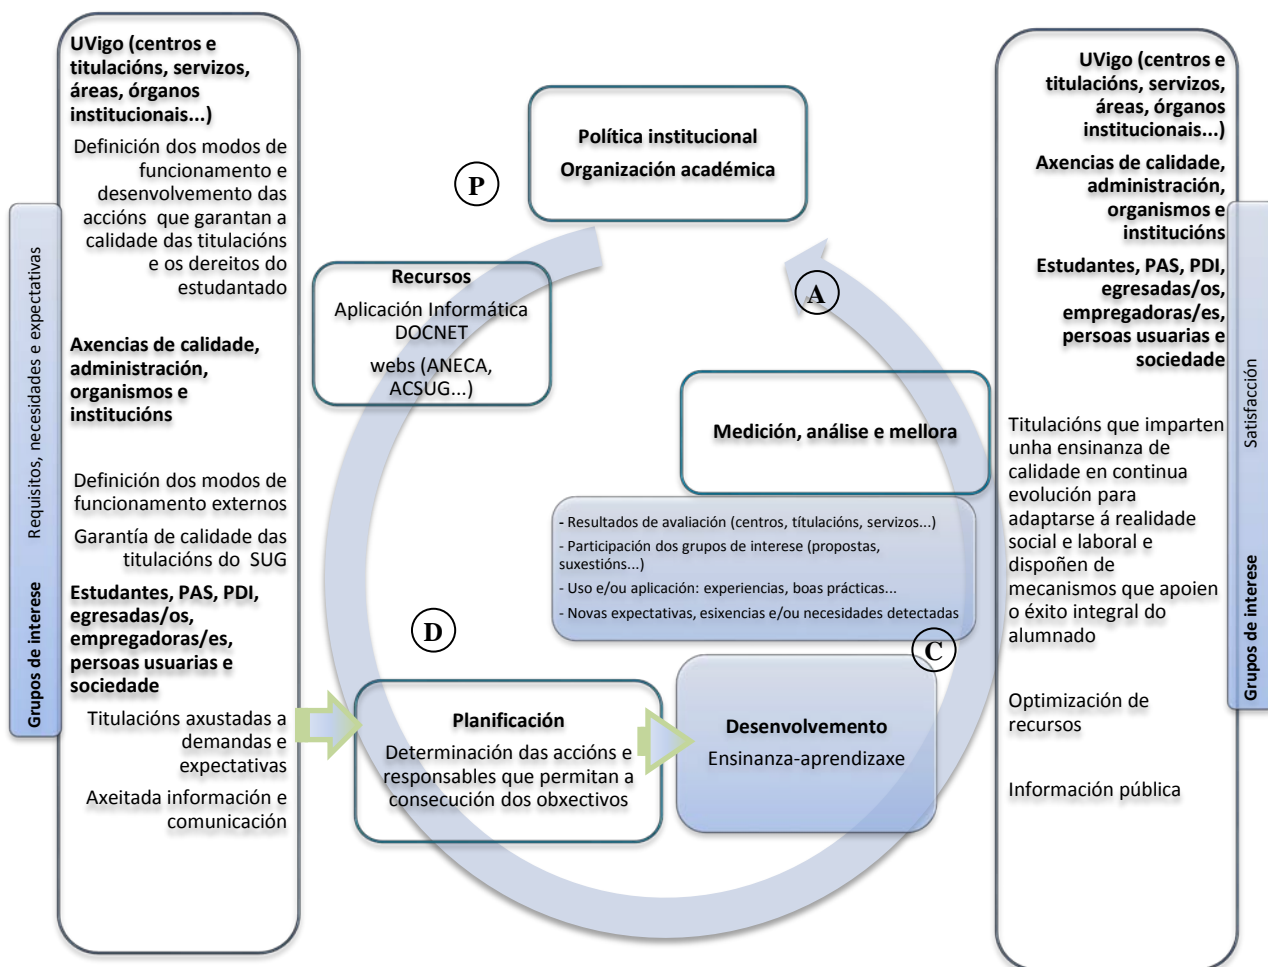 UVigo (centros e
titulacións, servizos,
áreas, órganos
institucionais...)
Definición dos modos de
funcionamento e
desenvolvemento das
accións que garantan a
calidade das titulacións
e os dereitos do
estudantado
Axencias de calidade,
administración,
organismos e
institucións
Definición dos modos de
funcionamento externos
Garantía de calidade das
titulacións do SUG
Estudantes, PAS, PDI,
egresadas/os,
empregadoras/es,
persoas usuarias e
sociedade
Titulacións axustadas a
demandas e
expectativas
Axeitada información e
comunicación
Grupos de interese
Requisitos, necesidades e expectativas
Política institucional
Organización académica
P
Recursos
Aplicación Informática
DOCNET
webs (ANECA,
ACSUG...)
A
Medición, análise e mellora
- Resultados de avaliación (centros, títulacións, servizos...)
- Participación dos grupos de interese (propostas,
suxestións...)
- Uso e/ou aplicación: experiencias, boas prácticas...
- Novas expectativas, esixencias e/ou necesidades detectadas
D
C
Planificación
Determinación das accións e
responsables que permitan a
consecución dos obxectivos
Desenvolvemento
Ensinanza-aprendizaxe
UVigo (centros e
titulacións, servizos,
áreas, órganos
institucionais...)
Axencias de calidade,
administración,
organismos e
institucións
Estudantes, PAS, PDI,
egresadas/os,
empregadoras/es,
persoas usuarias e
sociedade
Titulacións que imparten
unha ensinanza de
calidade en continua
evolución para
adaptarse á realidade
social e laboral e
dispoñen de
mecanismos que apoien
o éxito integral do
alumnado
Optimización de
recursos
Información pública
Grupos de interese
Satisfacción